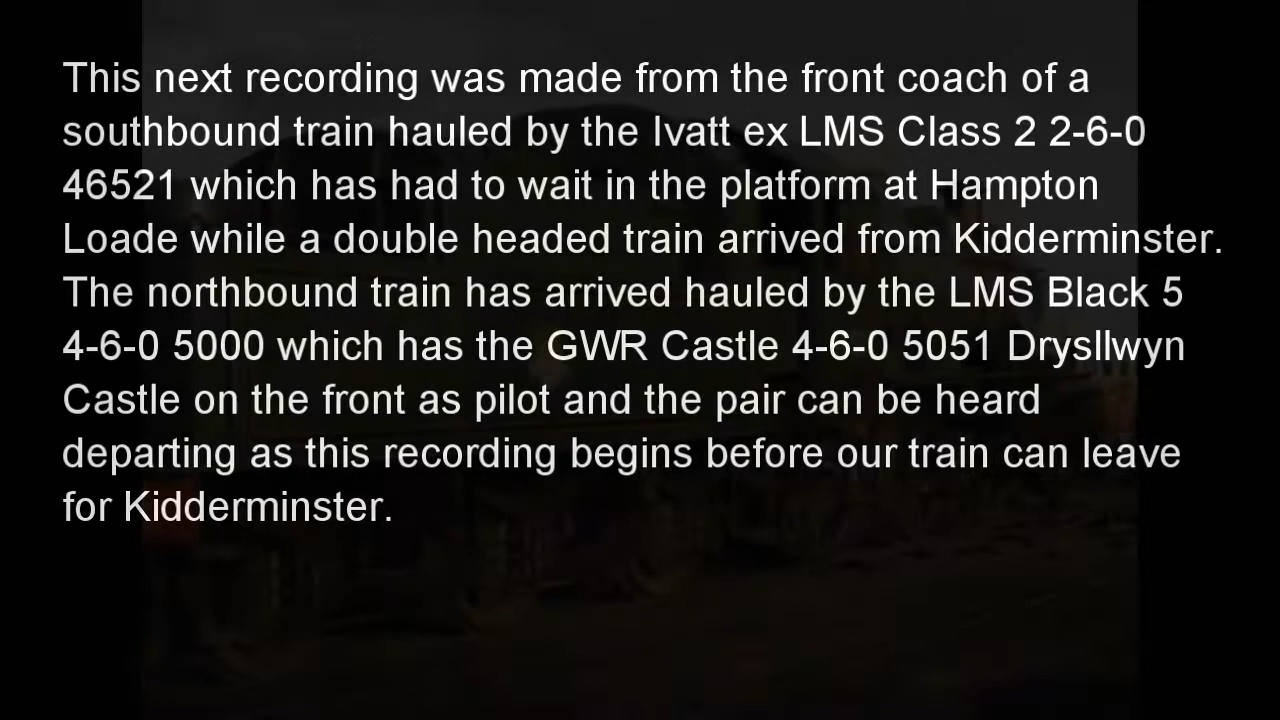 This next recording was made from the front coach of a
southbound train hauled by the Ivatt ex LMS Class 2 2-6-0
46521 which has had to wait in the platform at Hampton
Loade while a double headed train arrived from Kidderminster.
The northbound train has arrived hauled by the LMS Black 5
4-6-0 5000 which has the GWR Castle 4-6-0 5051 Drysllwyn
Castle on the front as pilot and the pair can be heard
departing as this recording begins before our train can leave
for Kidderminster.